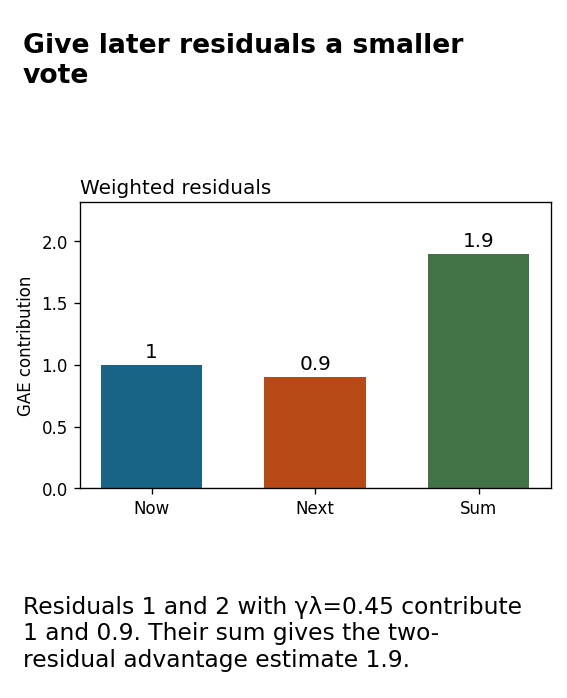 Give later residuals a smaller
vote
Weighted residuals
GAE contribution
2.0
1.5
1.0
0.5
0.0
1
0.9
1.9
Now
Next
Sum
Residuals 1 and 2 with γλ=0.45 contribute
1 and 0.9. Their sum gives the two-
residual advantage estimate 1.9.